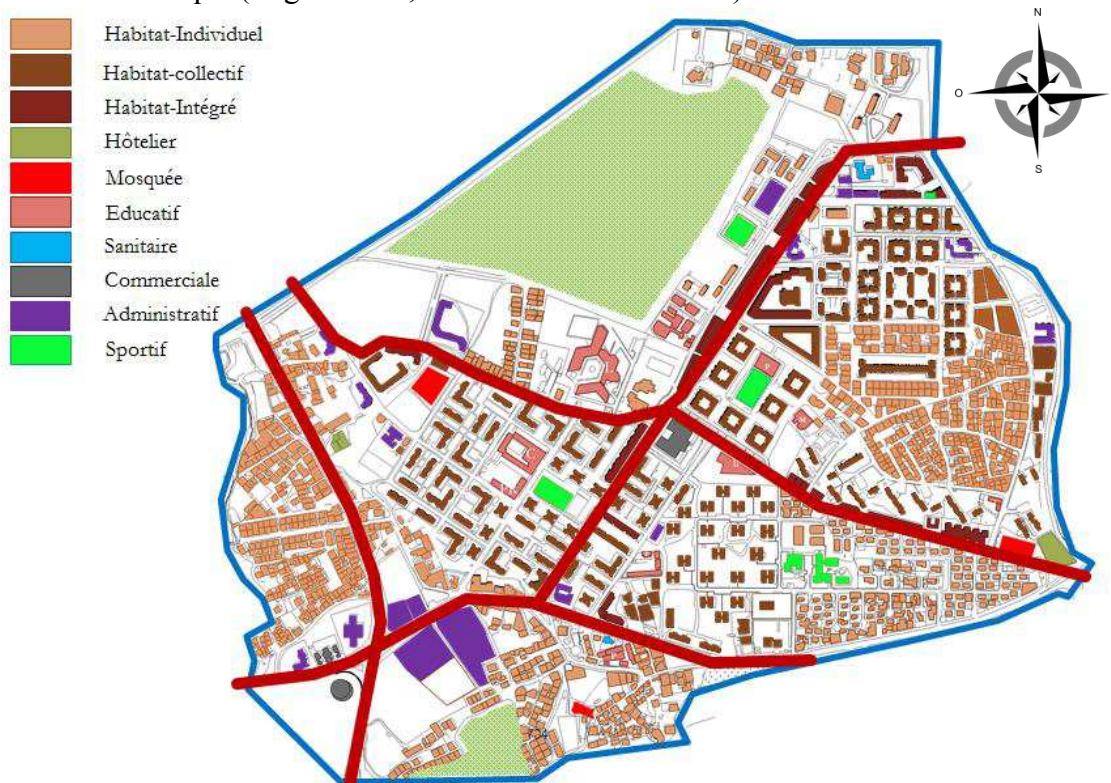 Habitat-Individuel
Habitat-collectif
Habitat-Intégré
Hôtelier
Mosquée
Educatif
Sanitaire
Commerciale
Administratif
Sportif
N
O
S